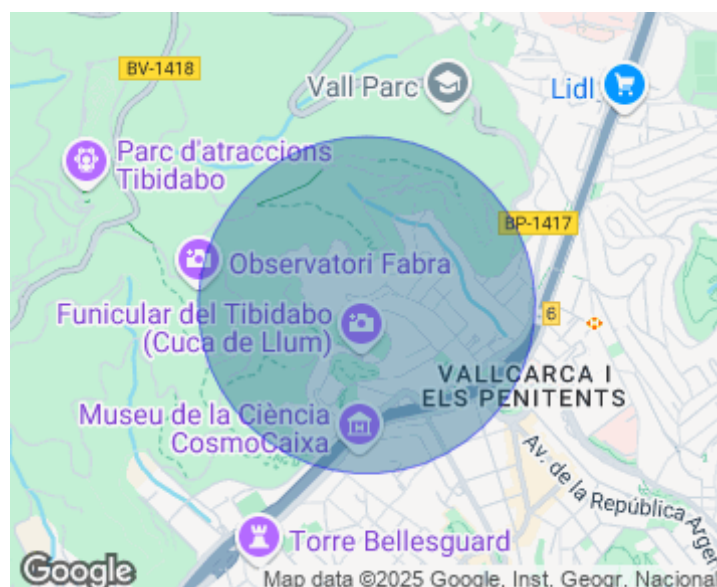 BV-1418
Vall Parc
Lidl
Parc d'atraccions
Tibidabo
BP-1417
Observatori Fabra
Funicular del Tibidabo
(Cuca de Llum)
6
VALLCARCA I
ELS PENITENTS
Museu de la Ciència
CosmoCaixa
Av. de la República Argen
Torre Bellesguard
Google
Map data ©2025 Google, Inst. Geogr. Naciona